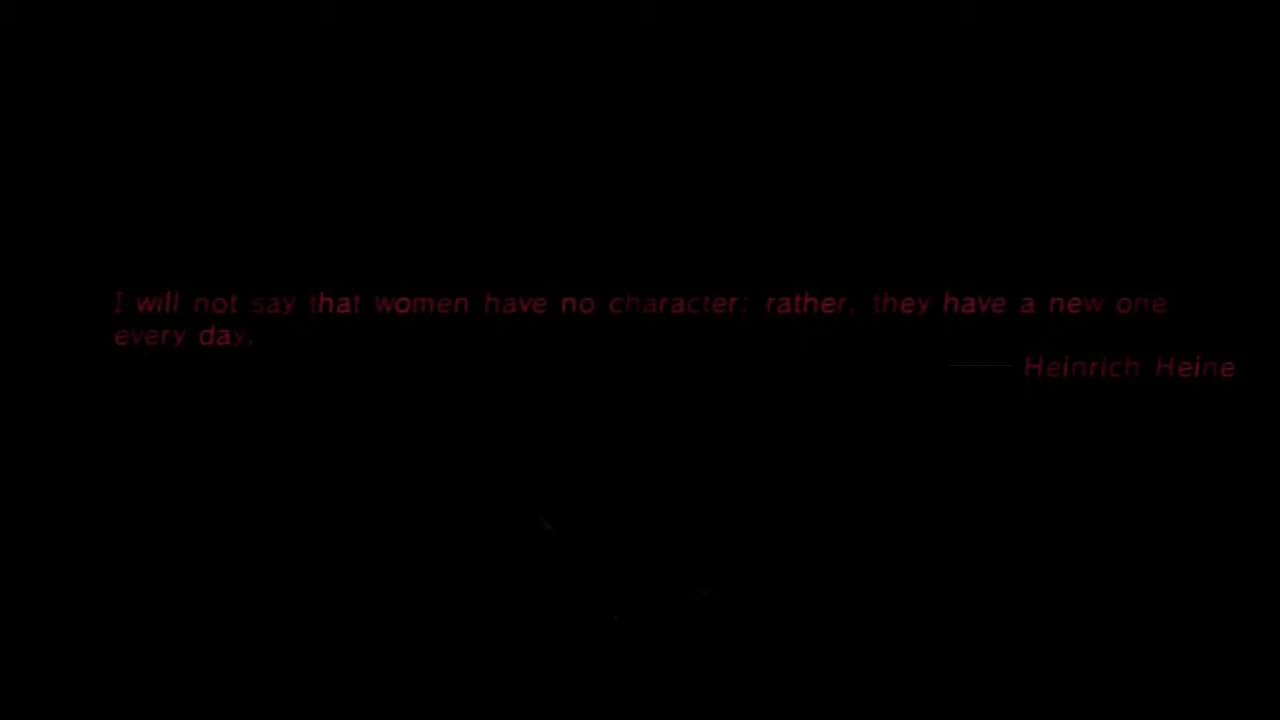 I will not say that women have no character; rather, they have a new one
every day.
—— Heinrich Heine